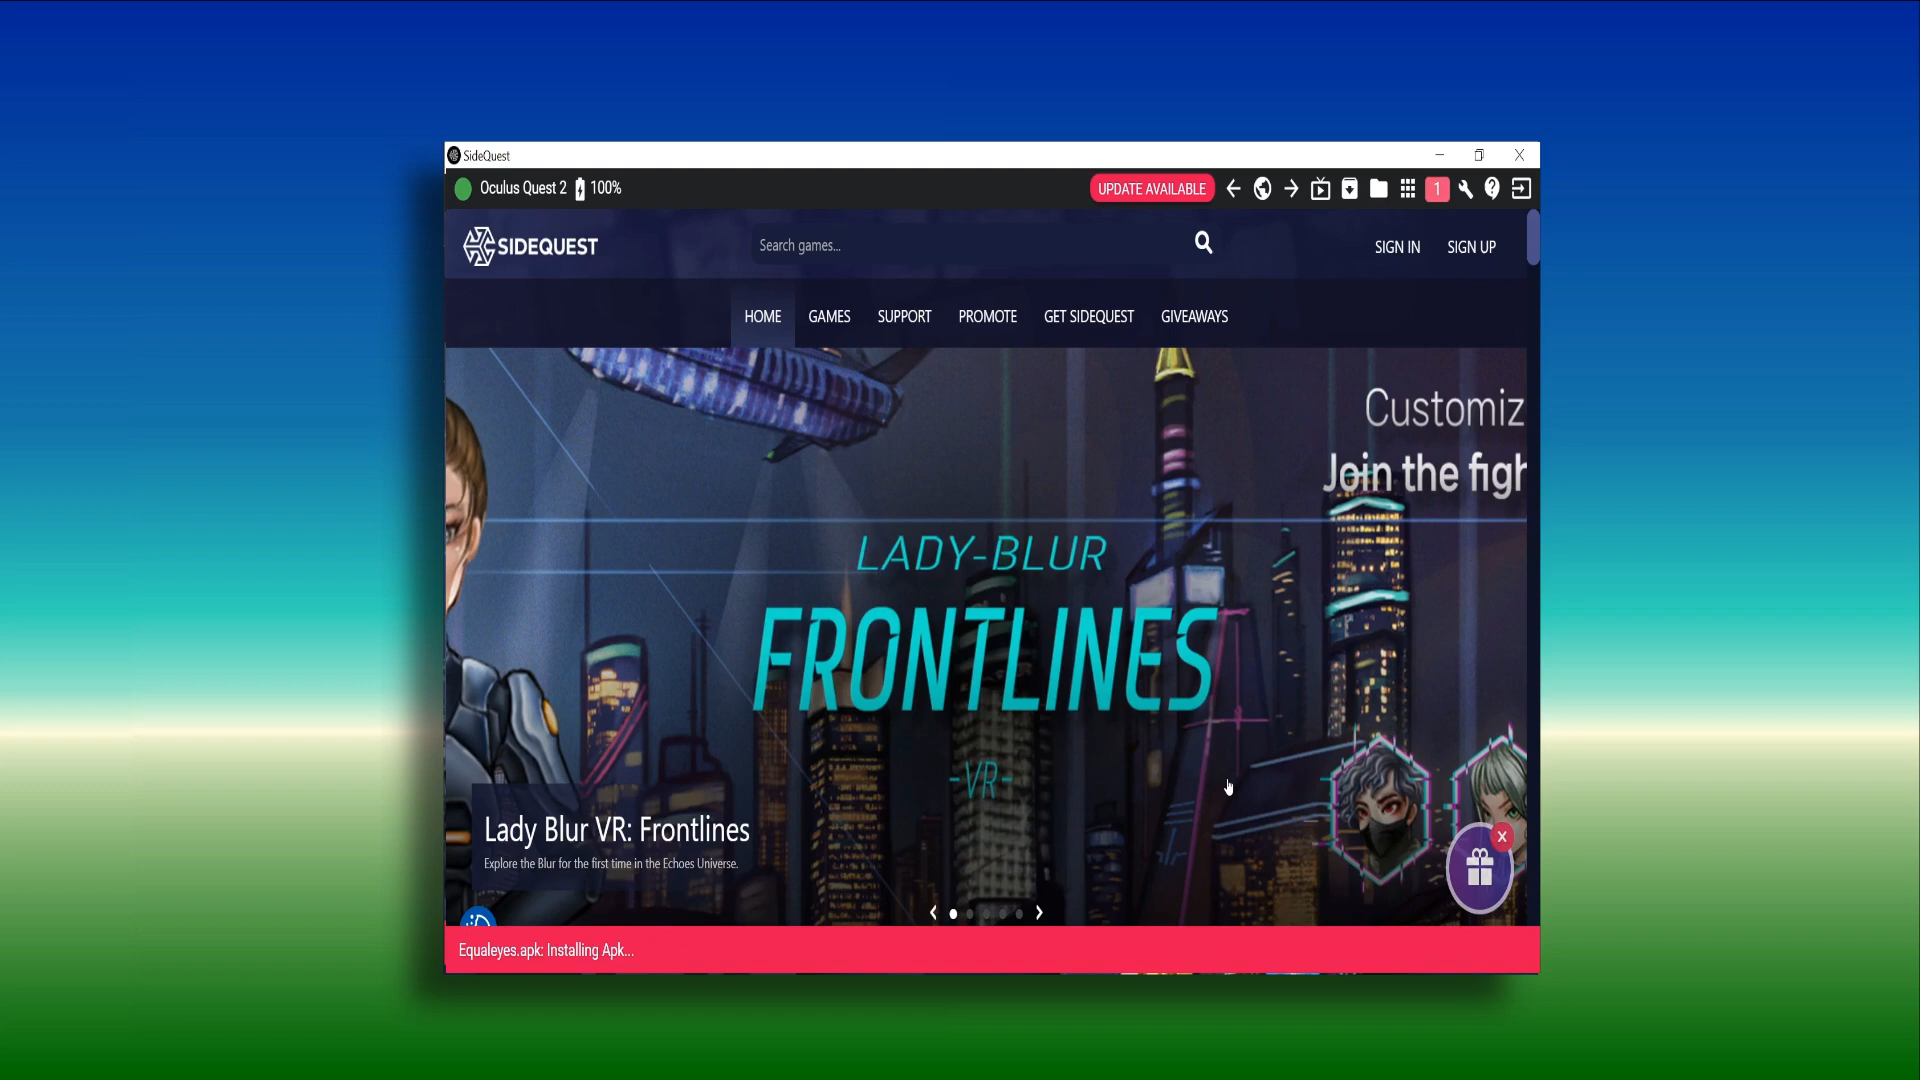 SideQuest
Oculus Quest 2 100%
UPDATE AVAILABLE
1
SIDEQUEST
Search games...
SIGN IN SIGN UP
HOME GAMES SUPPORT PROMOTE GET SIDEQUEST GIVEAWAYS
Customiz
Join the figh
LADY-BLUR
FRONTLINES
-VR-
Lady Blur VR: Frontlines
Explore the Blur for the first time in the Echoes Universe.
Equaleyes.apk: Installing Apk...